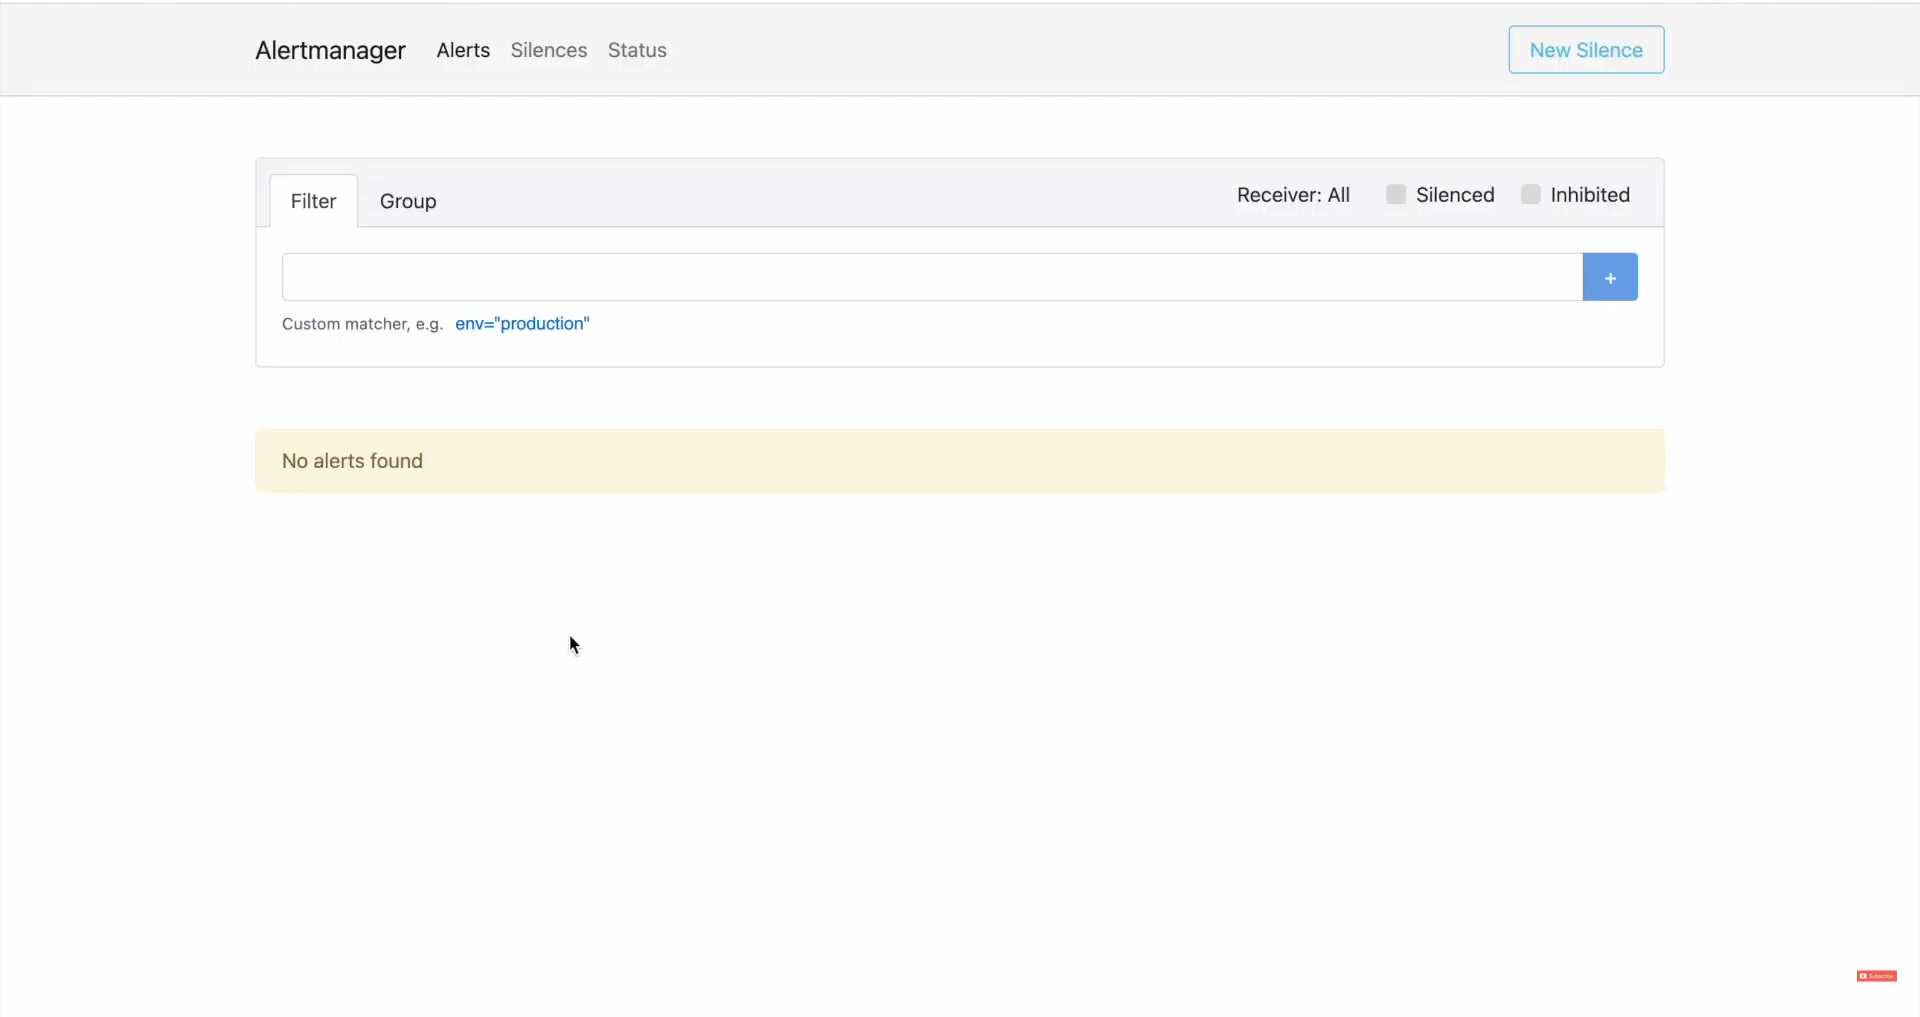 Alertmanager Alerts Silences Status New Silence
Filter Group Receiver: All Silenced Inhibited
+
Custom matcher, e.g. env="production"
No alerts found
Subscribe